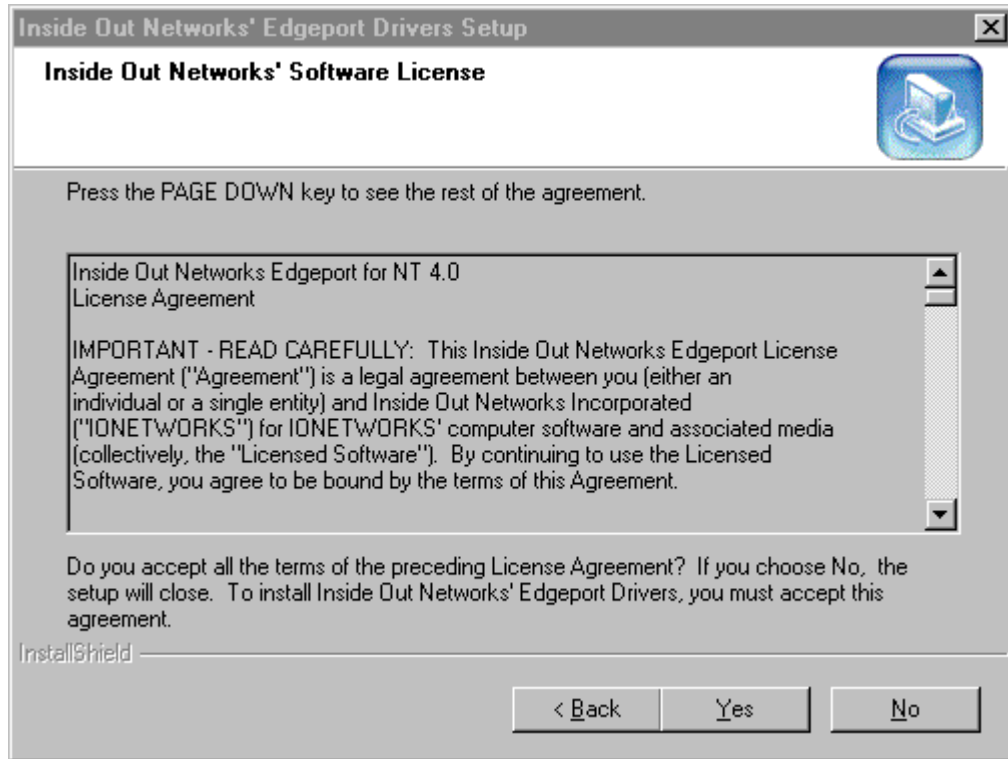 Inside Out Networks' Edgeport Drivers Setup
Inside Out Networks' Software License
Press the PAGE DOWN key to see the rest of the agreement.
Inside Out Networks Edgeport for NT 4.0
License Agreement
IMPORTANT - READ CAREFULLY:  This Inside Out Networks Edgeport License
Agreement ("Agreement") is a legal agreement between you (either an
individual or a single entity) and Inside Out Networks Incorporated
("IONETWORKS") for IONETWORKS' computer software and associated media
(collectively, the "Licensed Software").  By continuing to use the Licensed
Software, you agree to be bound by the terms of this Agreement.
Do you accept all the terms of the preceding License Agreement?  If you choose No,  the
setup will close.  To install Inside Out Networks' Edgeport Drivers, you must accept this
agreement.
InstallShield
< Back
Yes
No